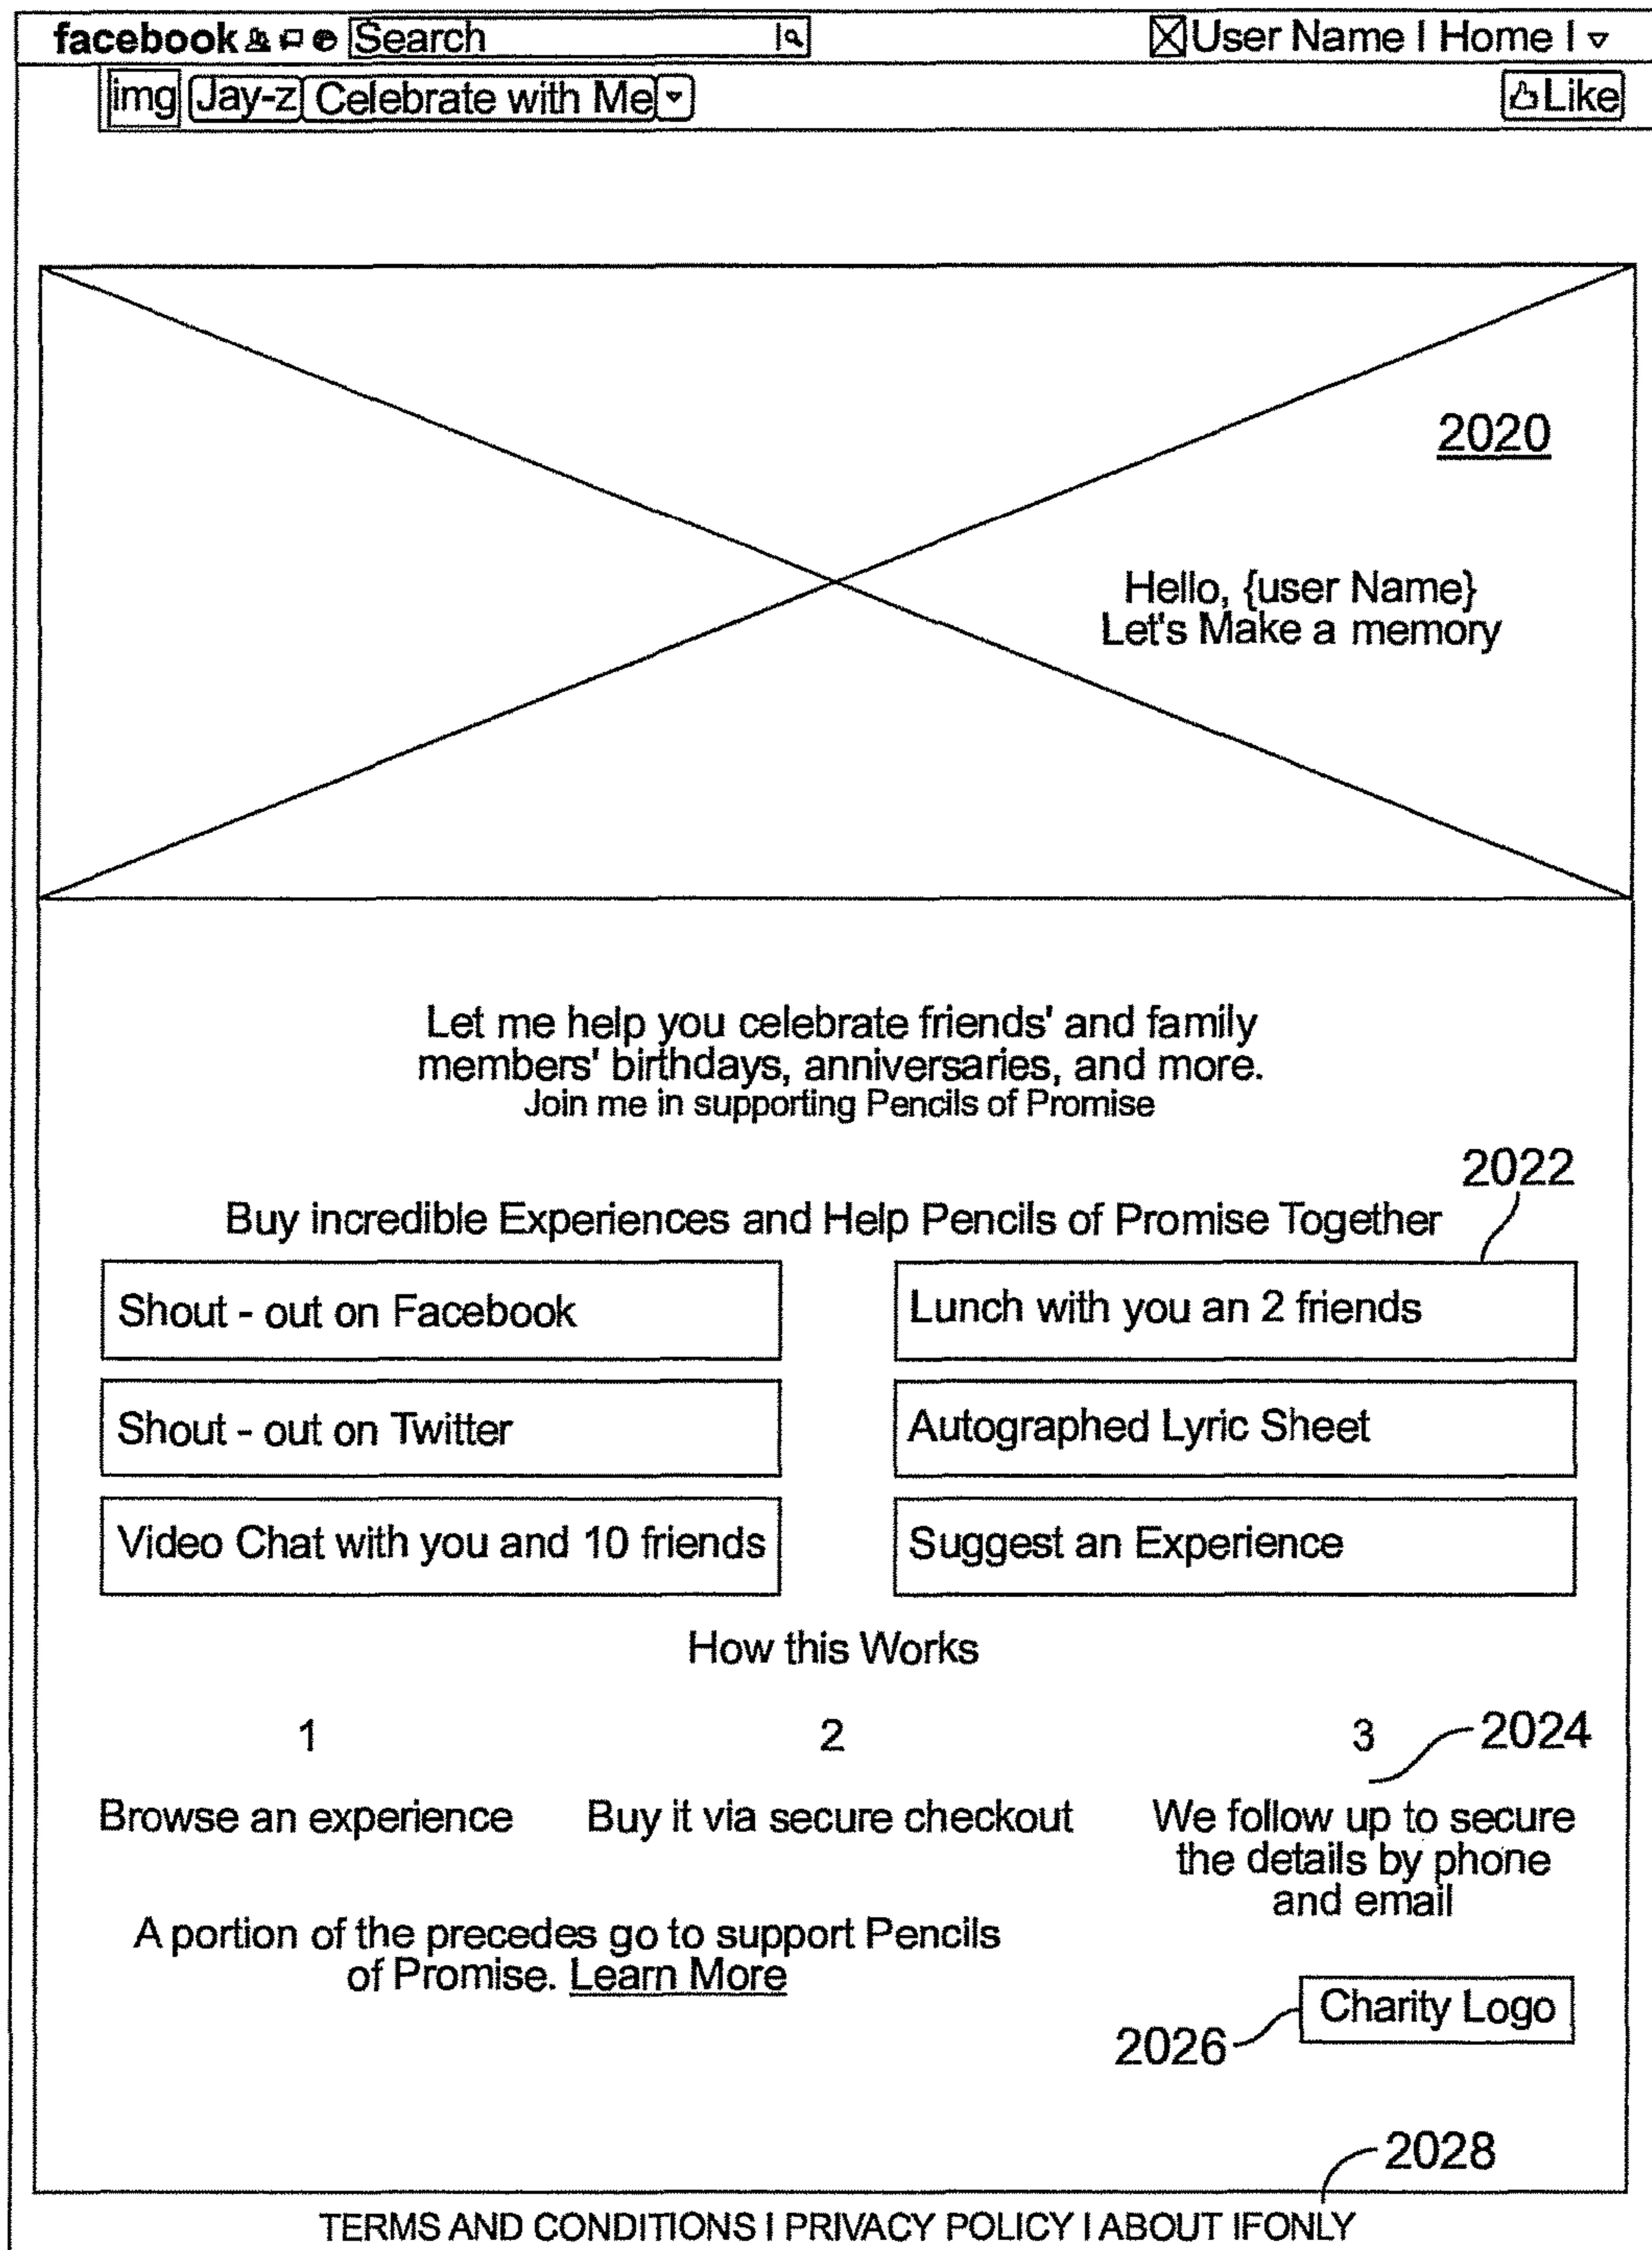 facebook Search User Name | Home |
img Jay-z Celebrate with Me Like
2020
Hello, {user Name}
Let's Make a memory
Let me help you celebrate friends' and family
members' birthdays, anniversaries, and more.
Join me in supporting Pencils of Promise
2022
Buy incredible Experiences and Help Pencils of Promise Together
Shout - out on Facebook
Lunch with you an 2 friends
Shout - out on Twitter
Autographed Lyric Sheet
Video Chat with you and 10 friends
Suggest an Experience
How this Works
1 2 3 2024
Browse an experience
Buy it via secure checkout
We follow up to secure
the details by phone
and email
A portion of the precedes go to support Pencils
of Promise. Learn More
Charity Logo
2026
2028
TERMS AND CONDITIONS | PRIVACY POLICY | ABOUT IFONLY